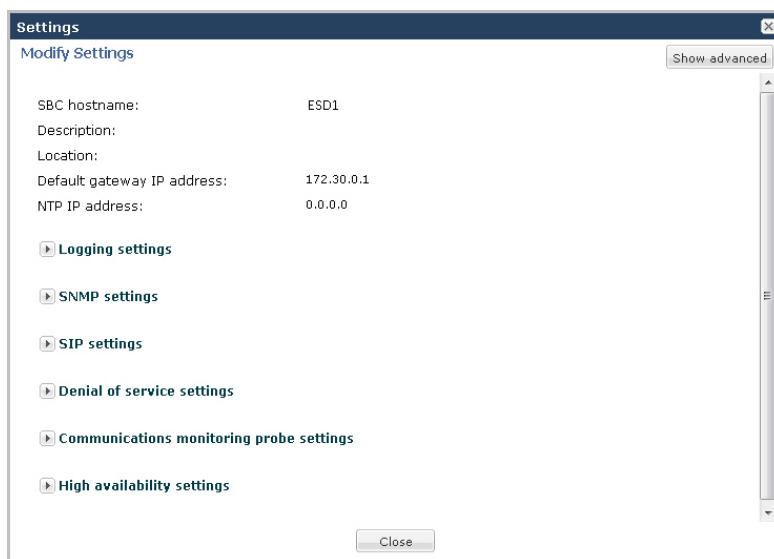 Settings
Modify Settings
Show advanced
SBC hostname: ESD1
Description:
Location:
Default gateway IP address: 172.30.0.1
NTP IP address: 0.0.0.0
Logging settings
SNMP settings
SIP settings
Denial of service settings
Communications monitoring probe settings
High availability settings
Close